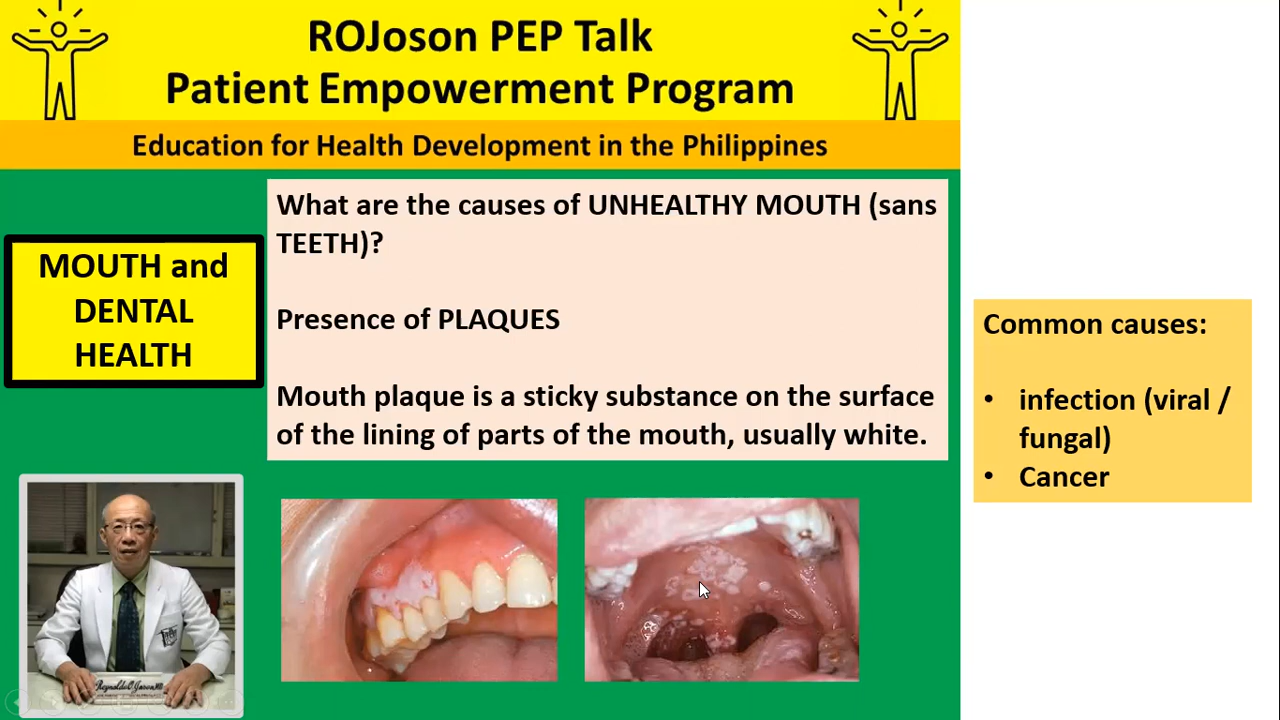 ROJoson PEP Talk
Patient Empowerment Program
Education for Health Development in the Philippines
MOUTH and
DENTAL
HEALTH
What are the causes of UNHEALTHY MOUTH (sans
TEETH)?
Presence of PLAQUES
Mouth plaque is a sticky substance on the surface
of the lining of parts of the mouth, usually white.
Common causes:
• infection (viral /
fungal)
• Cancer